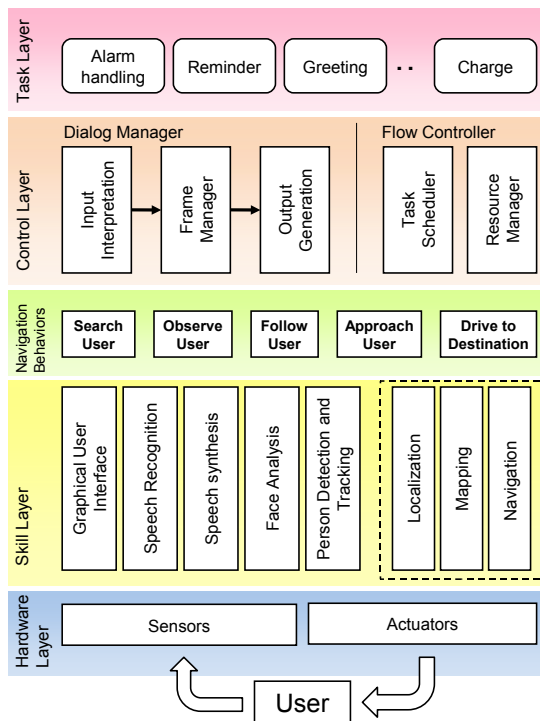 Task Layer
Alarm
handling
Reminder
Greeting
. .
Charge
Control Layer
Dialog Manager
Flow Controller
Input
Interpretation
Frame
Manager
Output
Generation
Task
Scheduler
Resource
Manager
Navigation
Behaviors
Search
User
Observe
User
Follow
User
Approach
User
Drive to
Destination
Skill Layer
Graphical User
Interface
Speech Recognition
Speech synthesis
Face Analysis
Person Detection and
Tracking
Localization
Mapping
Navigation
Hardware
Layer
Sensors
Actuators
User